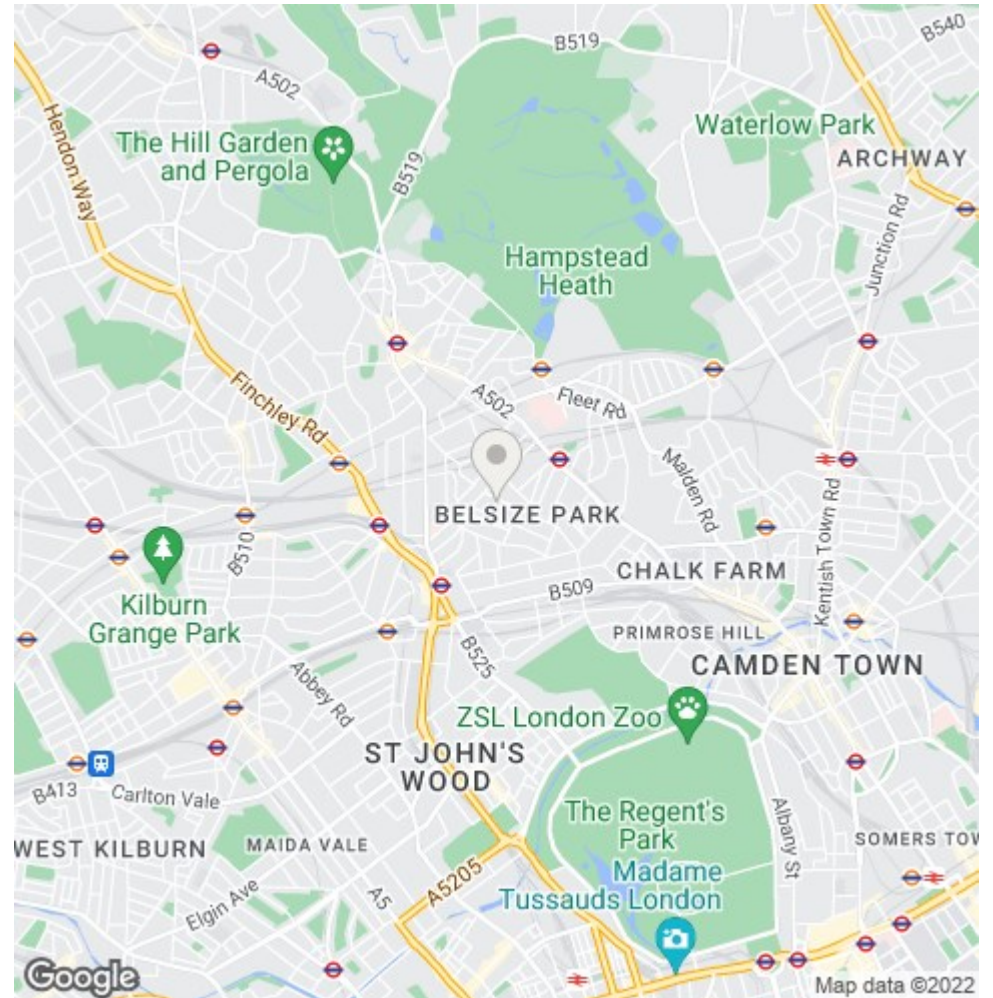 B519
B540
A502
Hendon Way
The Hill Garden
and Pergola
B519
Waterlow Park
ARCHWAY
Junction Rd
Hampstead
Heath
Finchley Rd
A502
Fleet Rd
Malden Rd
BELSIZE PARK
Kentish Town Rd
B510
CHALK FARM
B509
Kilburn
Grange Park
PRIMROSE HILL
B525
Abbey Rd
CAMDEN TOWN
ZSL London Zoo
ST JOHN'S
WOOD
B413
Carlton Vale
The Regent's
Park
Albany St
WEST KILBURN
MAIDA VALE
SOMERS TOW
Madame
Tussauds London
A5205
Elgin Ave
A5
Google
Map data ©2022